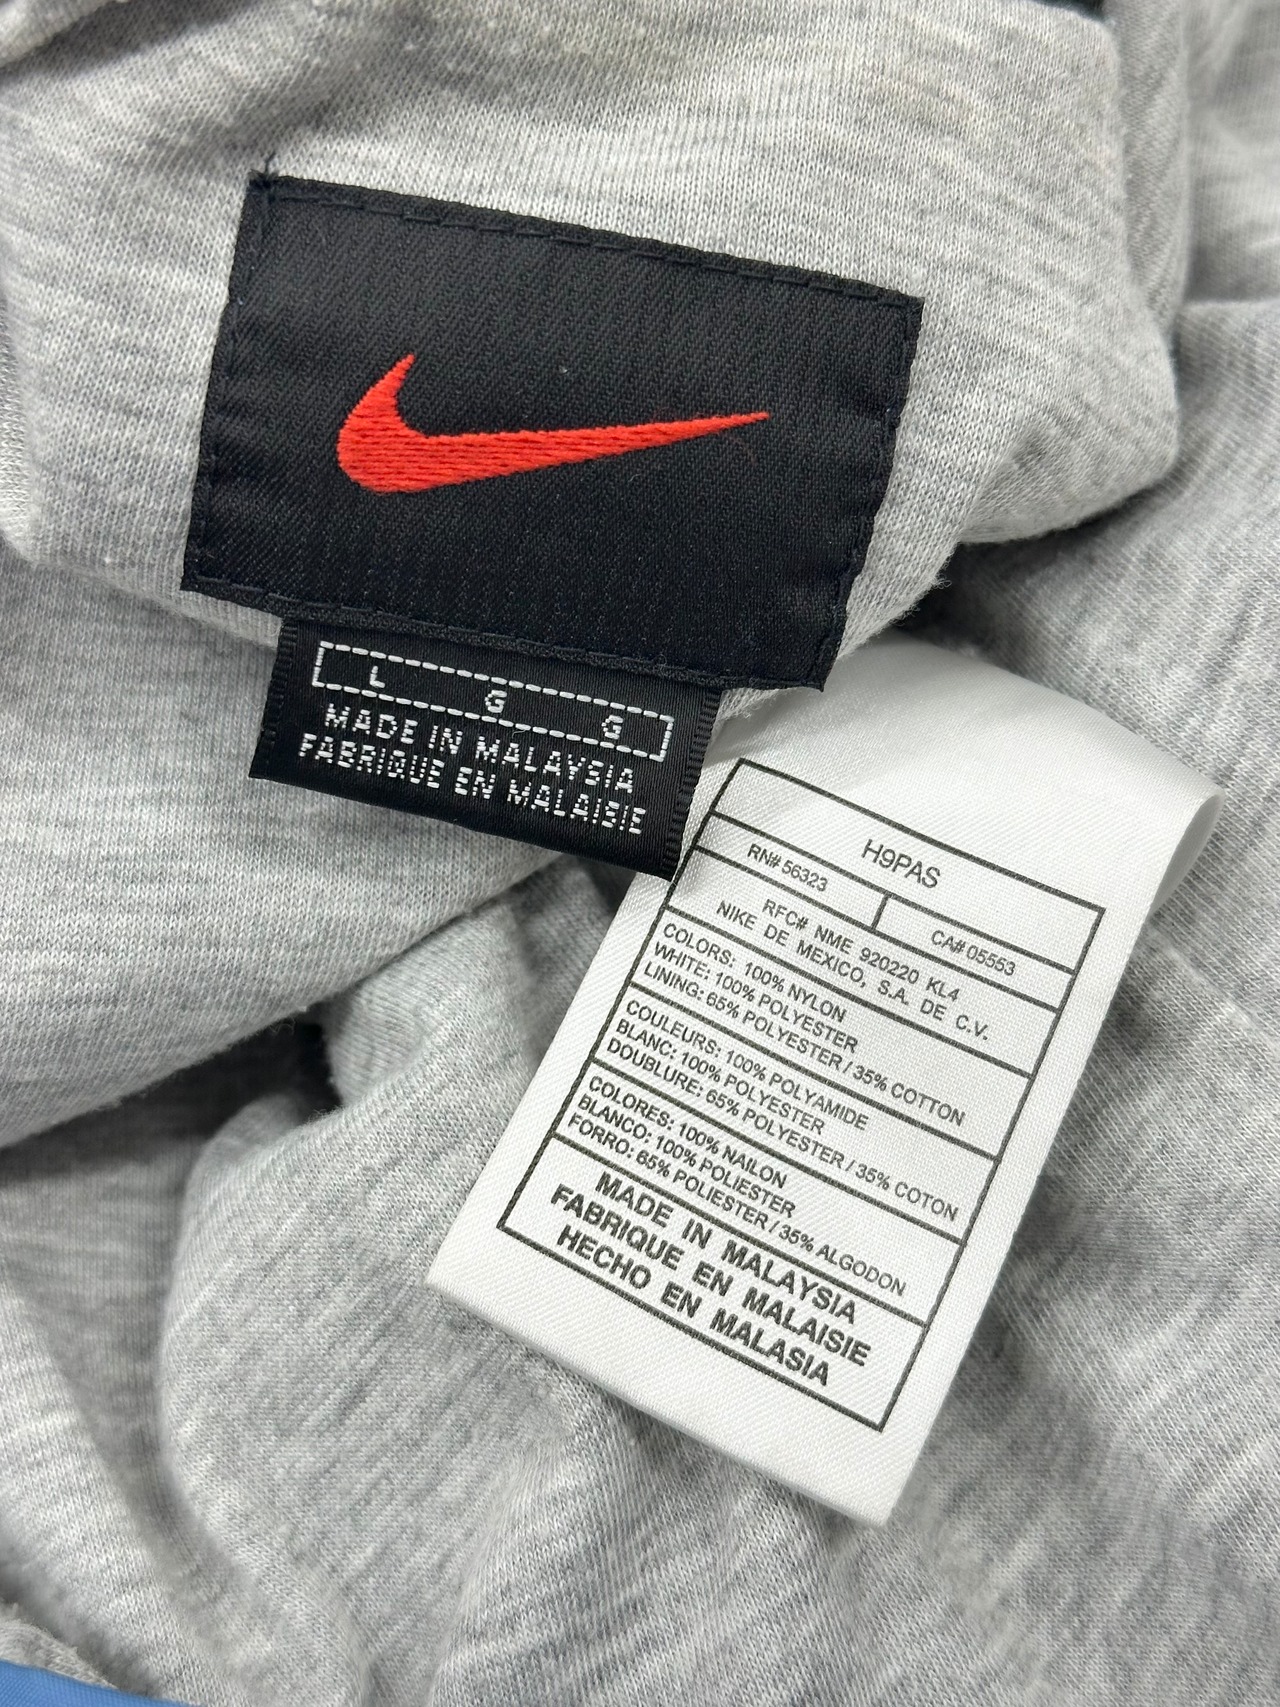 L G G
MADE IN MALAYSIA
FABRIQUE EN MALAISIE
H9PAS
RN# 56323 CA# 05553
RFC# NME 920220 KL4
NIKE DE MEXICO, S.A. DE C.V.
COLORS: 100% NYLON
WHITE: 100% POLYESTER
LINING: 65% POLYESTER / 35% COTTON
COULEURS: 100% POLYAMIDE
BLANC: 100% POLYESTER
DOUBLURE: 65% POLYESTER / 35% COTON
COLORES: 100% NAILON
BLANCO: 100% POLIESTER
FORRO: 65% POLIESTER / 35% ALGODON
MADE IN MALAYSIA
FABRIQUE EN MALAISIE
HECHO EN MALASIA